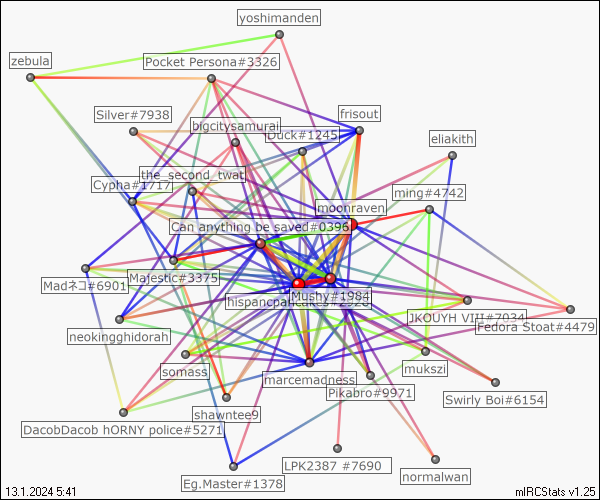 yoshimanden
zebula
Pocket Persona#3326
Silver#7938
frisout
bigcitysamurai
Duck#1245
eliakith
the_second_twat
Cypha#1717
ming#4742
moonraven
Can anything be saved#0396
Majestic#3375
Madネコ#6901
Mushy#1984
hispancpancakes#2920
JKOUYH VIII#7034
Fedora Stoat#4479
neokingghidorah
somass
mukszi
marcemadness
Pikabro#9971
Swirly Boi#6154
shawntee9
DacobDacob hORNY police#5271
LPK2387 #7690
normalwan
Eg.Master#1378
13.1.2024 5:41
mIRCStats v1.25